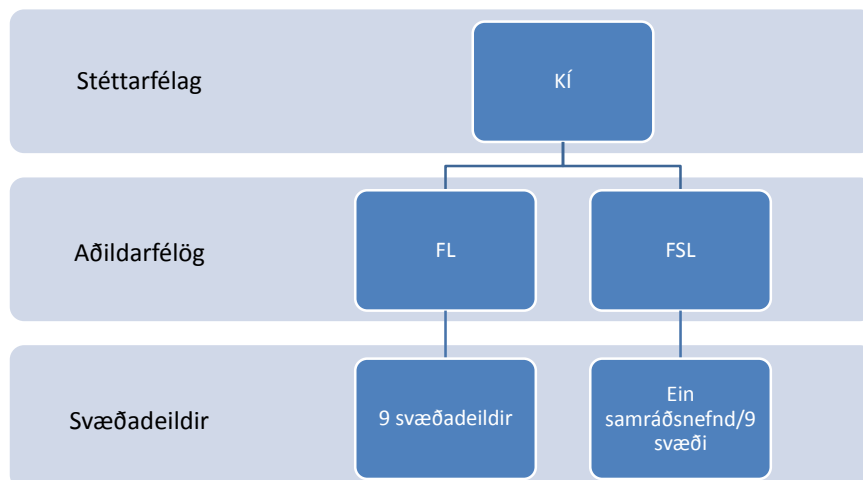 Stéttarfélag
KÍ
Aðildarfélög
FL
FSL
Svæðadeildir
9 svæðadeildir
Ein
samráðsnefnd/9
svæði